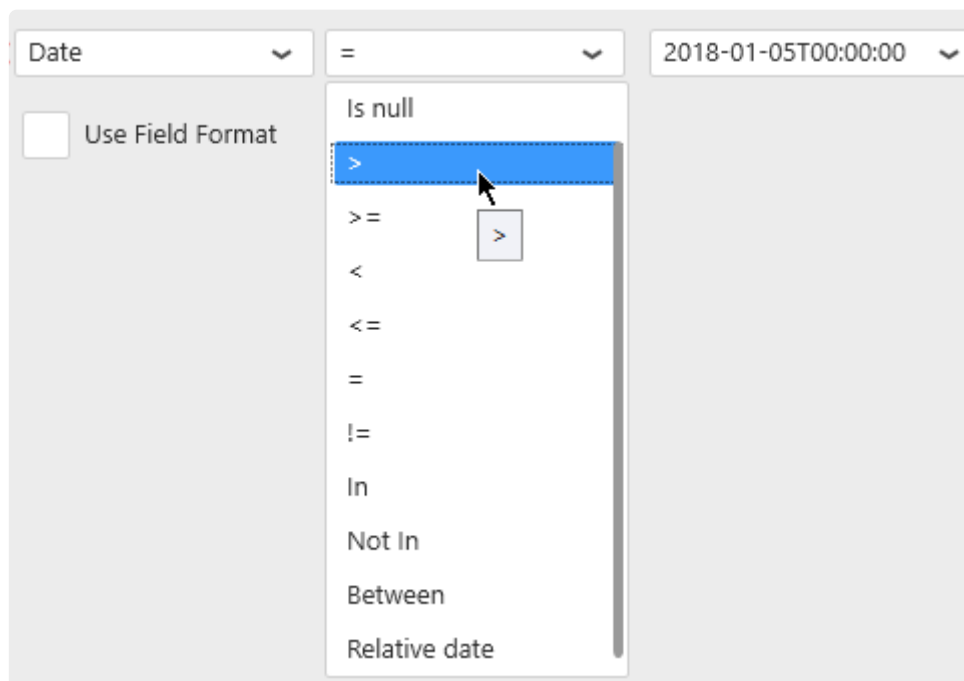 Date
=
2018-01-05T00:00:00
Use Field Format
Is null
>
>
>=
<
<=
=
!=
In
Not In
Between
Relative date